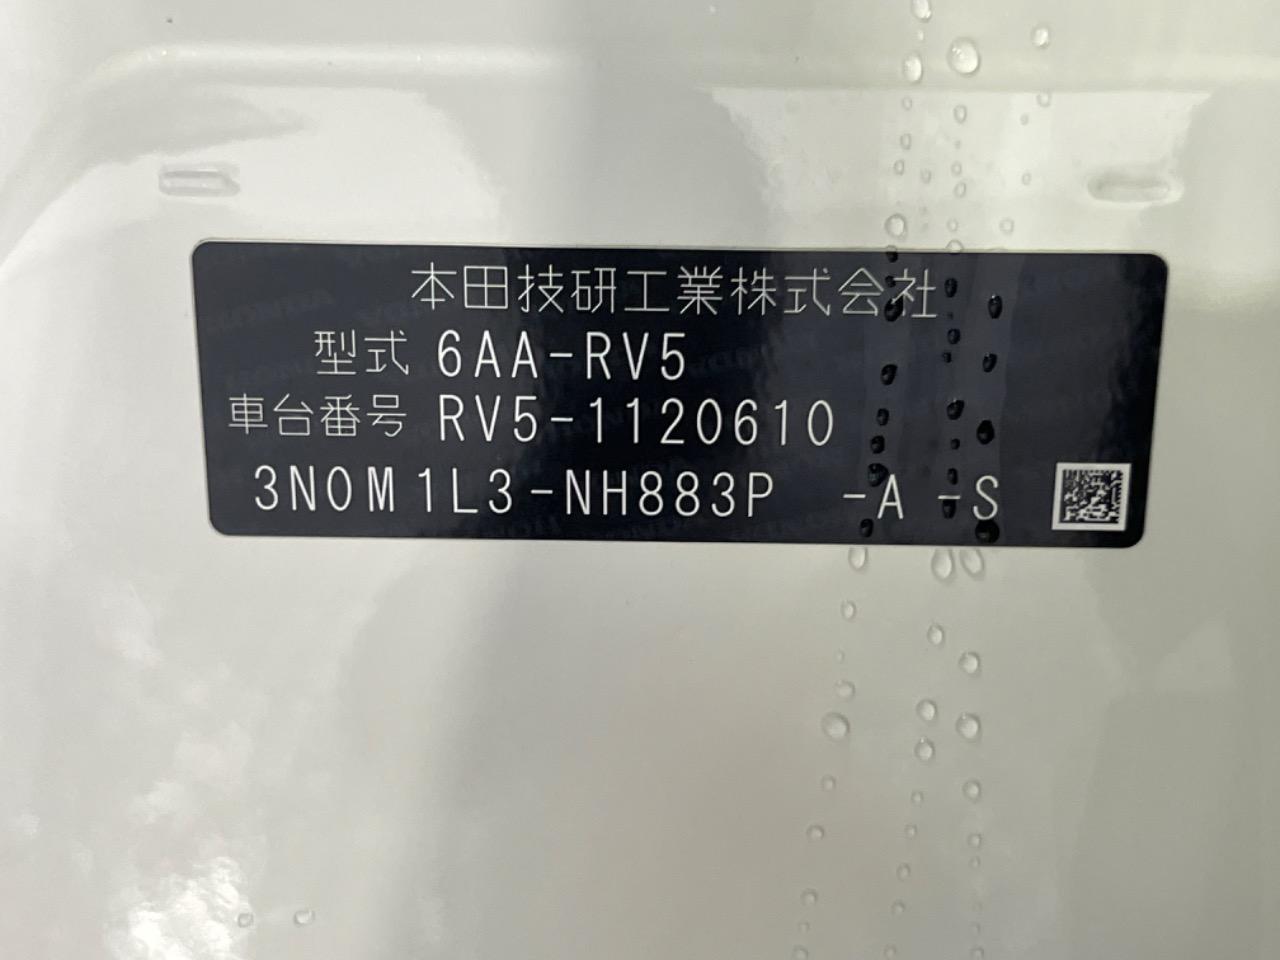 本田技研工業株式会社
型式 6AA-RV5
車台番号 RV5-1120610
3N0M1L3-NH883P -A -S